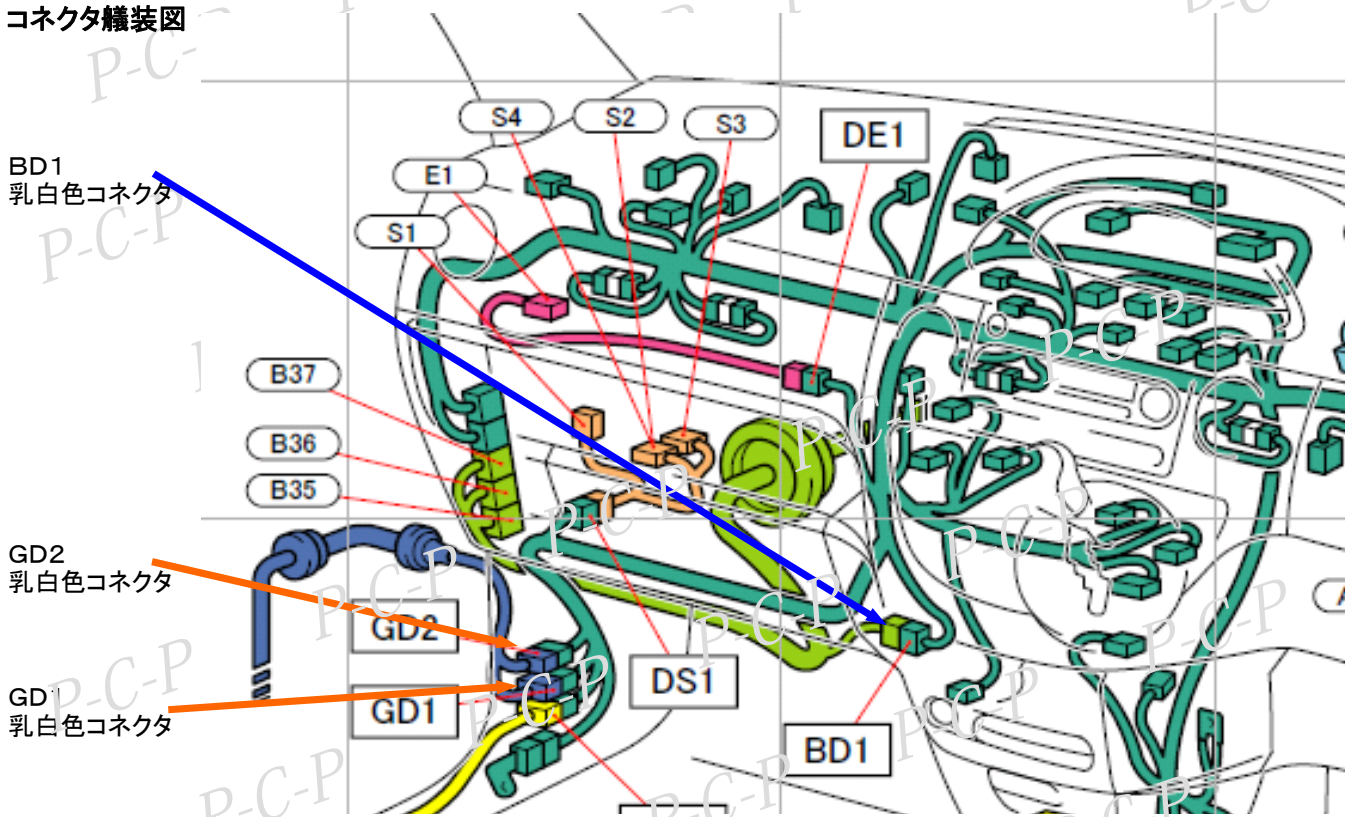 コネクタ艤装図
P-C-
S4
S2
S3
DE1
BD1
乳白色コネクタ
E1
P-C-P
S1
P-C-P
B37
P-C-P
B36
B35
P-C-P
P-C-P
GD2
乳白色コネクタ
P-C-P
P-C-P
P-C-P
P-C-P
GD2
DS1
GD1
乳白色コネクタ
P-C-P
GD1
P-C-P
P-C-P
BD1
P-C-P
P-C-P